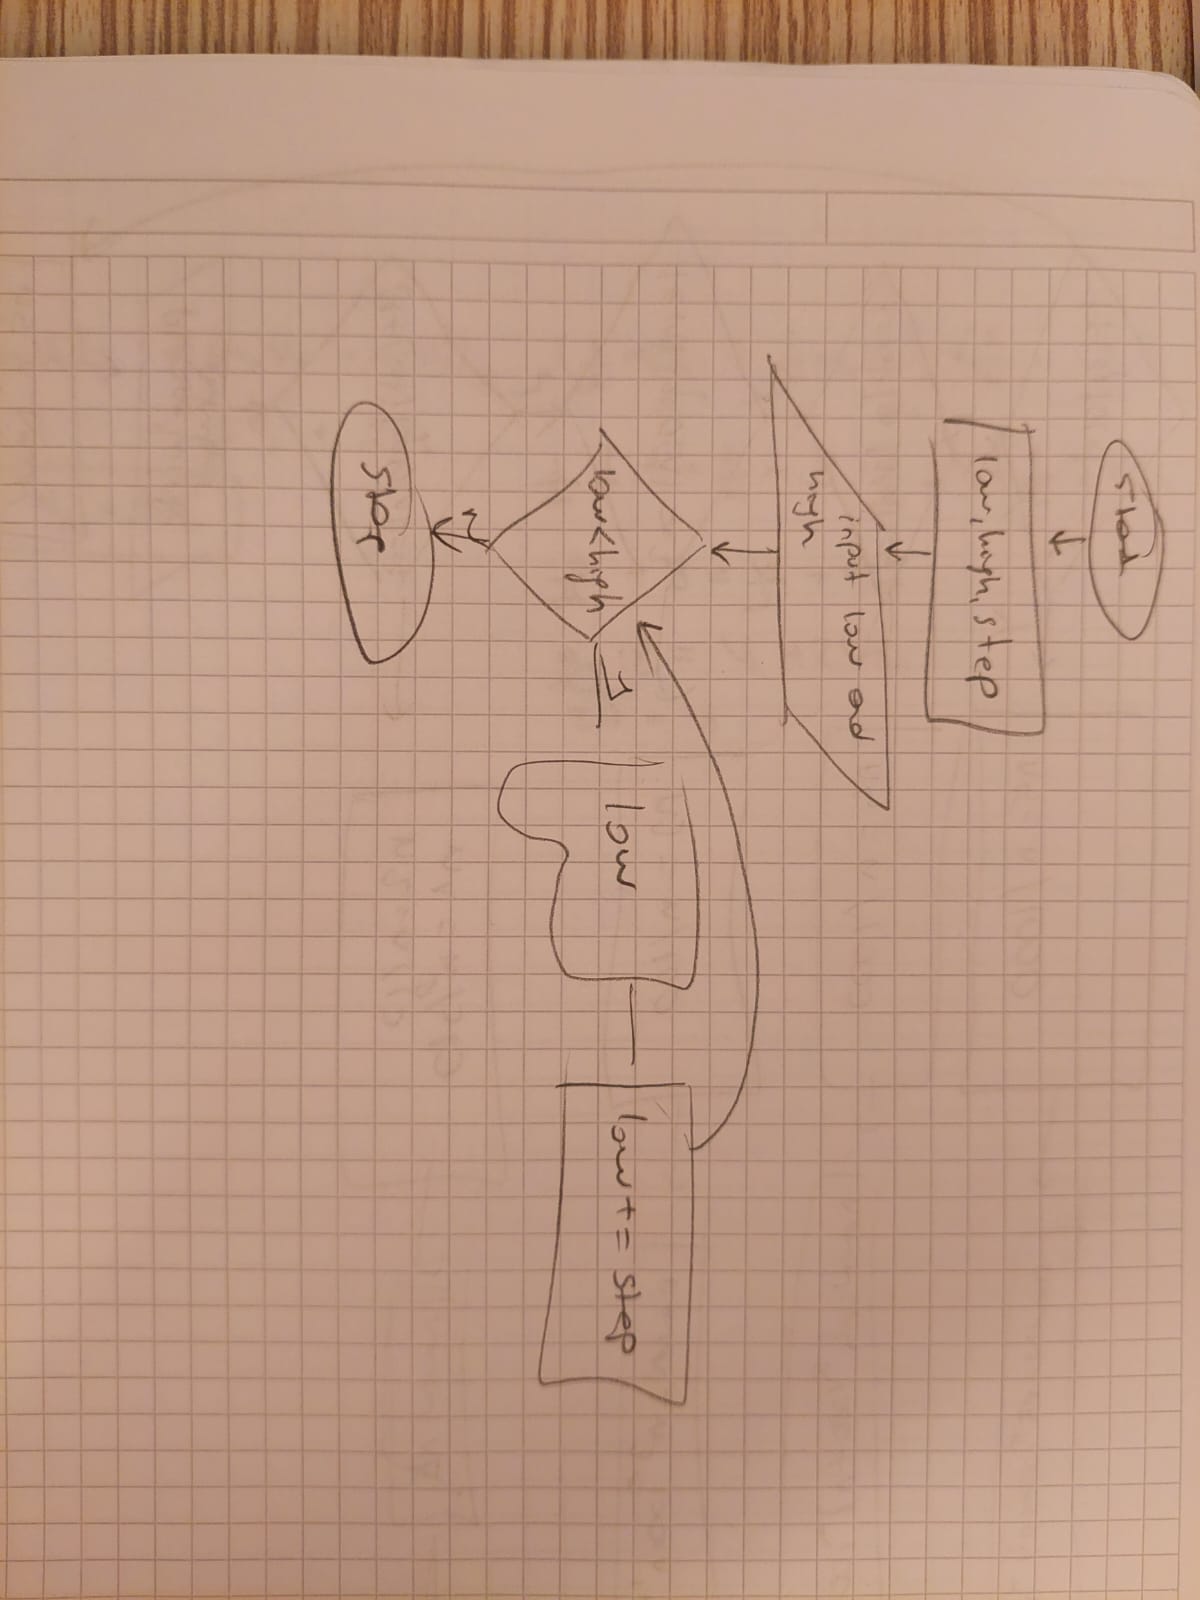 start
low, high, step
input low and
high
low<high
low
low += step
stop